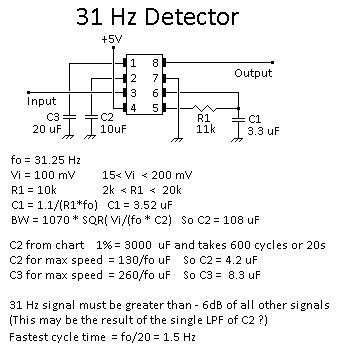 31 Hz Detector
+5V
1 8
2 7
3 6
4 5
Output
Input
C3
20 uF
C2
10uF
R1
11k
C1
3.3 uF
fo = 31.25 Hz
Vi = 100 mV 15< Vi < 200 mV
R1 = 10k 2k < R1 < 20k
C1 = 1.1/(R1*fo) C1 = 3.52 uF
BW = 1070 * SQR( Vi/(fo * C2) So C2 = 108 uF
C2 from chart 1% = 3000 uF and takes 600 cycles or 20s
C2 for max speed = 130/fo uF So C2 = 4.2 uF
C3 for max speed = 260/fo uF So C3 = 8.3 uF
31 Hz signal must be greater than - 6dB of all other signals
(This may be the result of the single LPF of C2 ?)
Fastest cycle time = fo/20 = 1.5 Hz